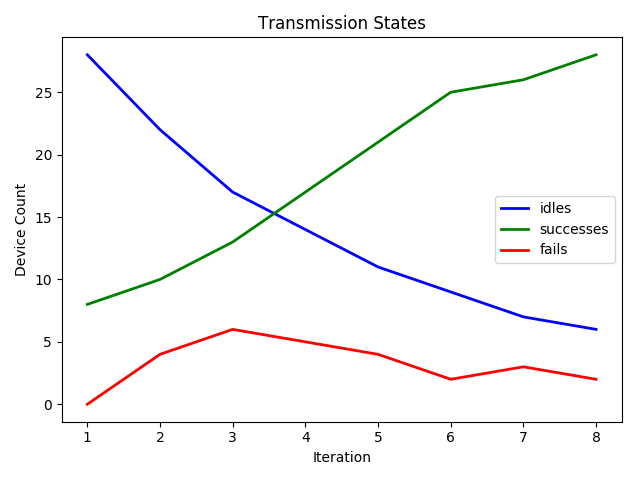 Transmission States
Device Count
25
20
15
10
5
0
idles
successes
fails
1 2 3 4 5 6 7 8
Iteration